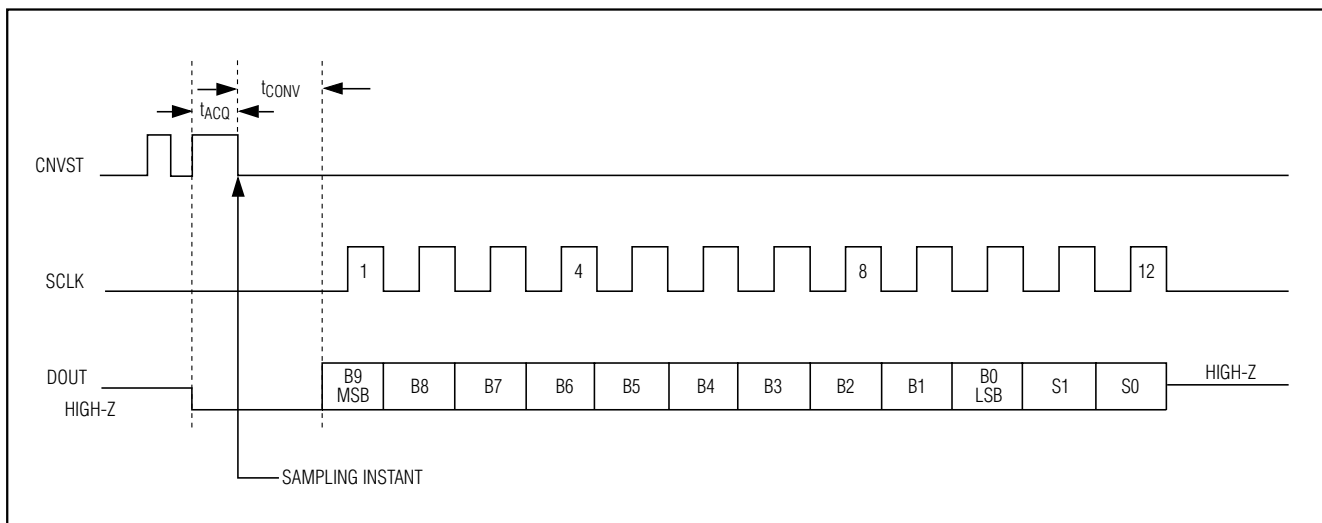 tCONV
tACQ
CNVST
1 4 8 12
SCLK
DOUT
HIGH-Z
B9 MSB B8 B7 B6 B5 B4 B3 B2 B1 B0 LSB S1 S0
HIGH-Z
SAMPLING INSTANT